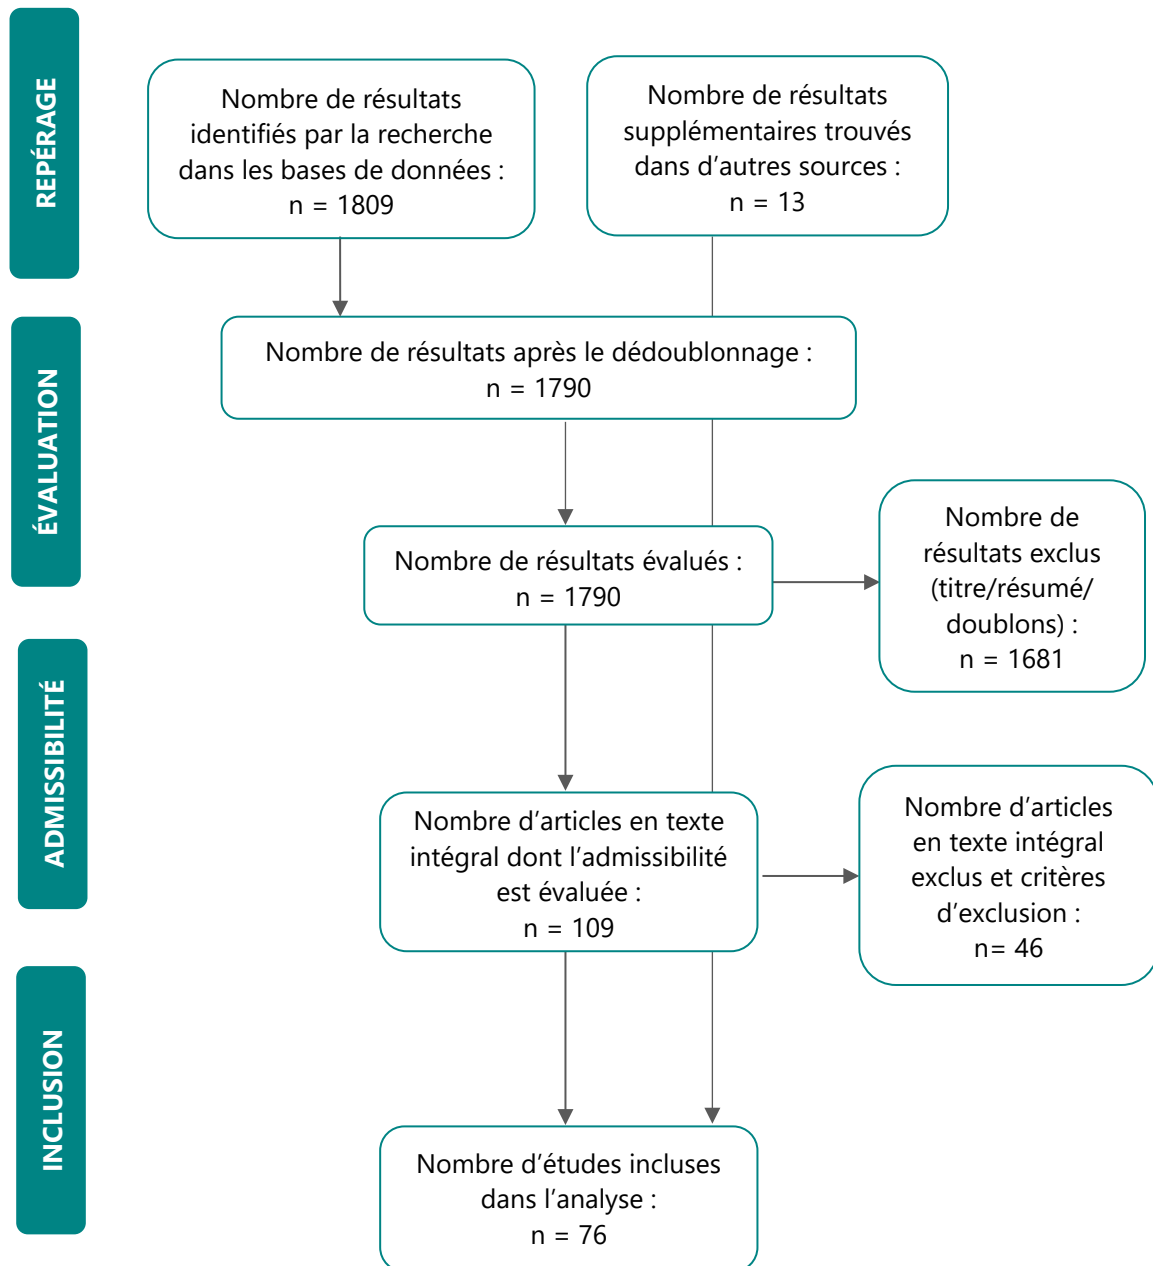 REPÉRAGE
Nombre de résultats
identifiés par la recherche
dans les bases de données :
n = 1809
Nombre de résultats
supplémentaires trouvés
dans d’autres sources :
n = 13
ÉVALUATION
Nombre de résultats après le dédoublonnage :
n = 1790
Nombre de résultats évalués :
n = 1790
Nombre de
résultats exclus
(titre/résumé/
doublons) :
n = 1681
ADMISSIBILITÉ
Nombre d’articles en texte
intégral dont l’admissibilité
est évaluée :
n = 109
Nombre d’articles
en texte intégral
exclus et critères
d’exclusion :
n= 46
INCLUSION
Nombre d’études incluses
dans l’analyse :
n = 76